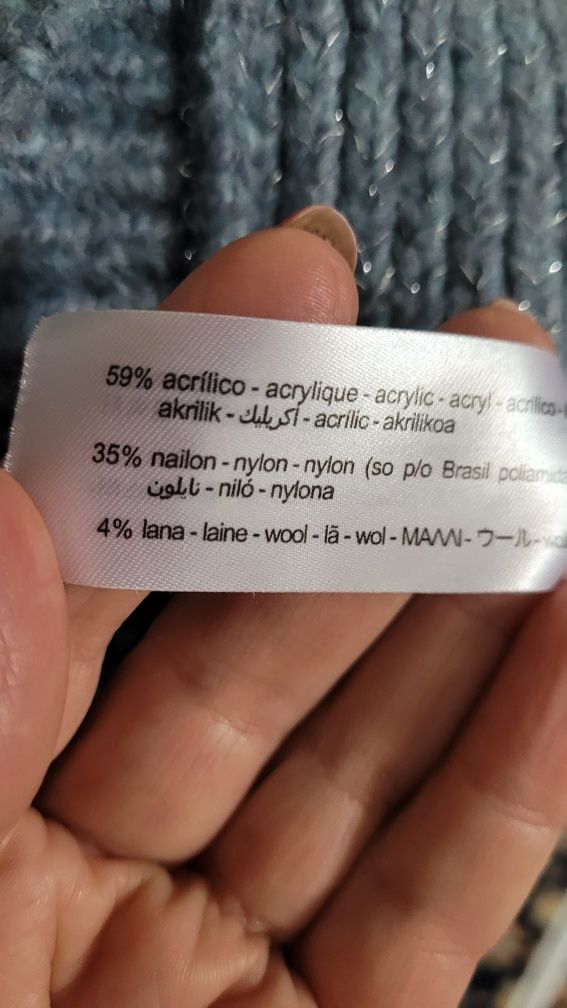 59% acrílico - acrylique - acrylic - acryl - acrilico -
akrilik - أكريليك - acrílic - akrilikoa
35% nailon - nylon - nylon (so p/o Brasil poliamida
نايلون - niló - nylona
4% lana - laine - wool - lã - wol - ΜΑΛΛΙ - ウール -